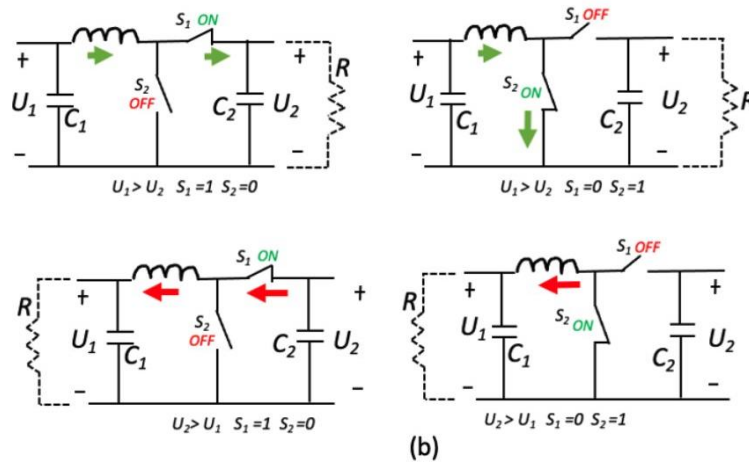 S1 ON
+ + R
S2
OFF
U1 C1 C2 U2
- -
U1 > U2 S1=1 S2=0
S1 OFF
+ + R
S2
ON
U1 C1 C2 U2
- -
U1 > U2 S1=0 S2=1
S1 ON
R + +
S2
OFF
U1 C1 C2 U2
- -
U2 > U1 S1=1 S2=0
S1 OFF
R + +
S2
ON
U1 C1 C2 U2
- -
U2 > U1 S1=0 S2=1
(b)